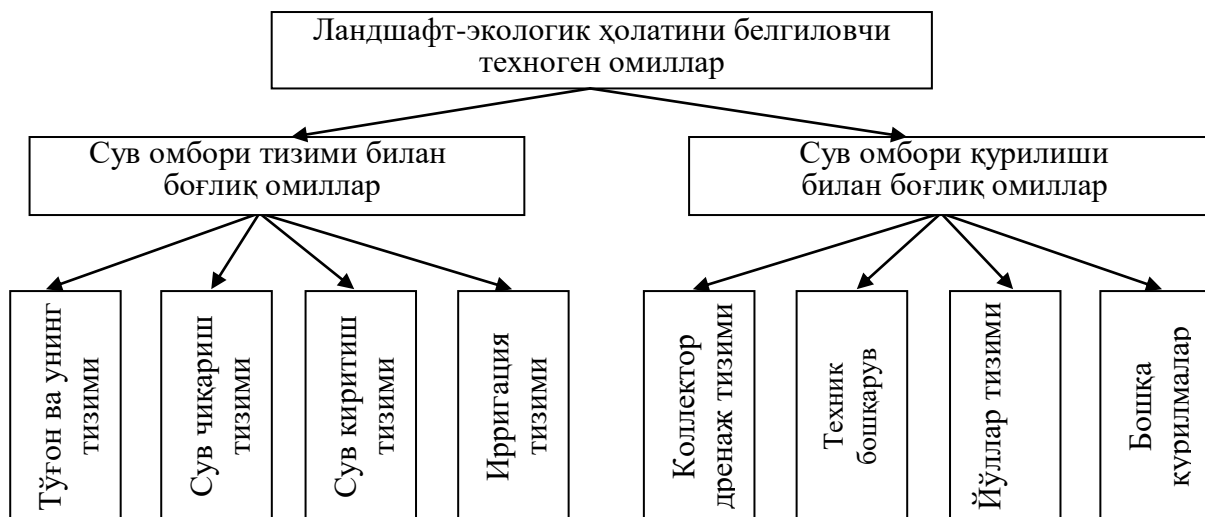 Ландшафт-экологик ҳолатини белгиловчи
техноген омиллар
Сув омбори тизими билан
боғлиқ омиллар
Сув омбори қурилиши
билан боғлиқ омиллар
Тўғон ва унинг
тизими
Сув чиқариш
тизими
Сув киритиш
тизими
Ирригация
тизими
Коллектор
дренаж тизими
Техник
бошқарув
Йўллар тизими
Бошқа
қурилмалар